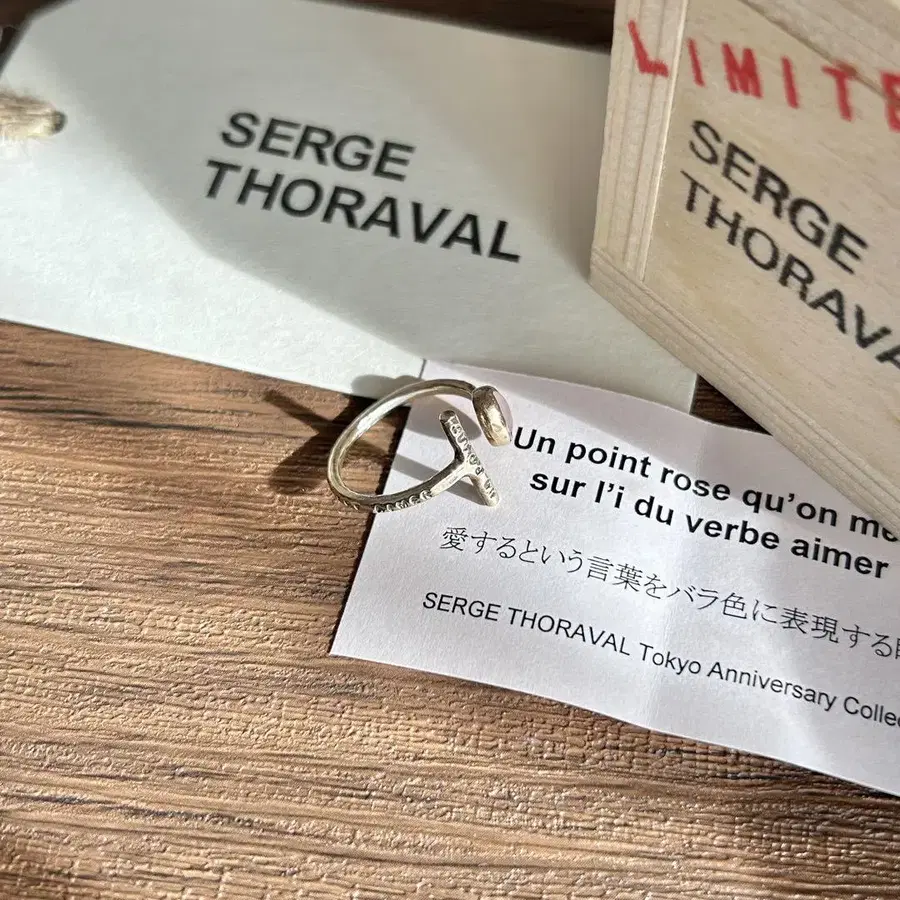 SERGE
THORAVAL
LIMITE
SERGE
THORAVA
Un point rose qu'on me
sur l'i du verbe aimer
愛するという言葉をバラ色に表現する
SERGE THORAVAL Tokyo Anniversary Collec